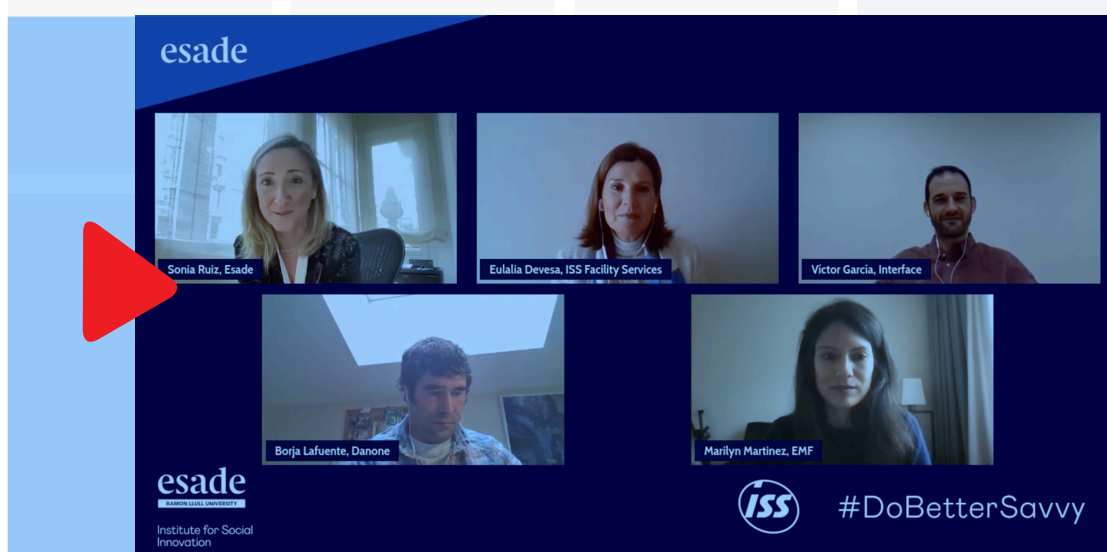 esade
Sonia Ruiz, Esade
Eulalia Devesa, ISS Facility Services
Víctor García, Interface
Borja Lafuente, Danone
Marilyn Martinez, EMF
esade
RAMON LLULL UNIVERSITY
Institute for Social
Innovation
ISS
#DoBetterSavvy